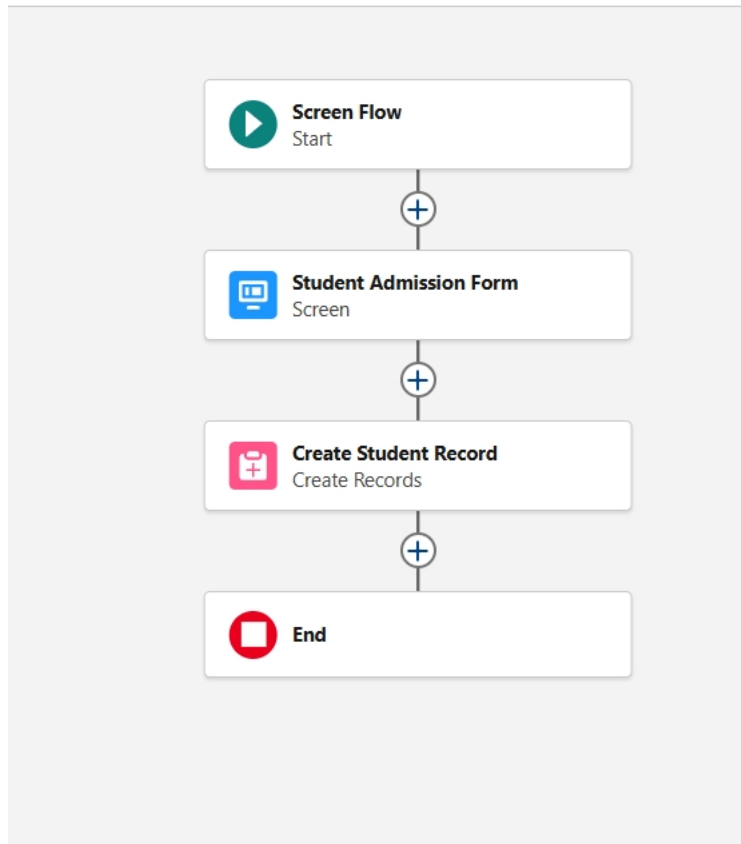 Screen Flow
Start
Student Admission Form
Screen
Create Student Record
Create Records
End